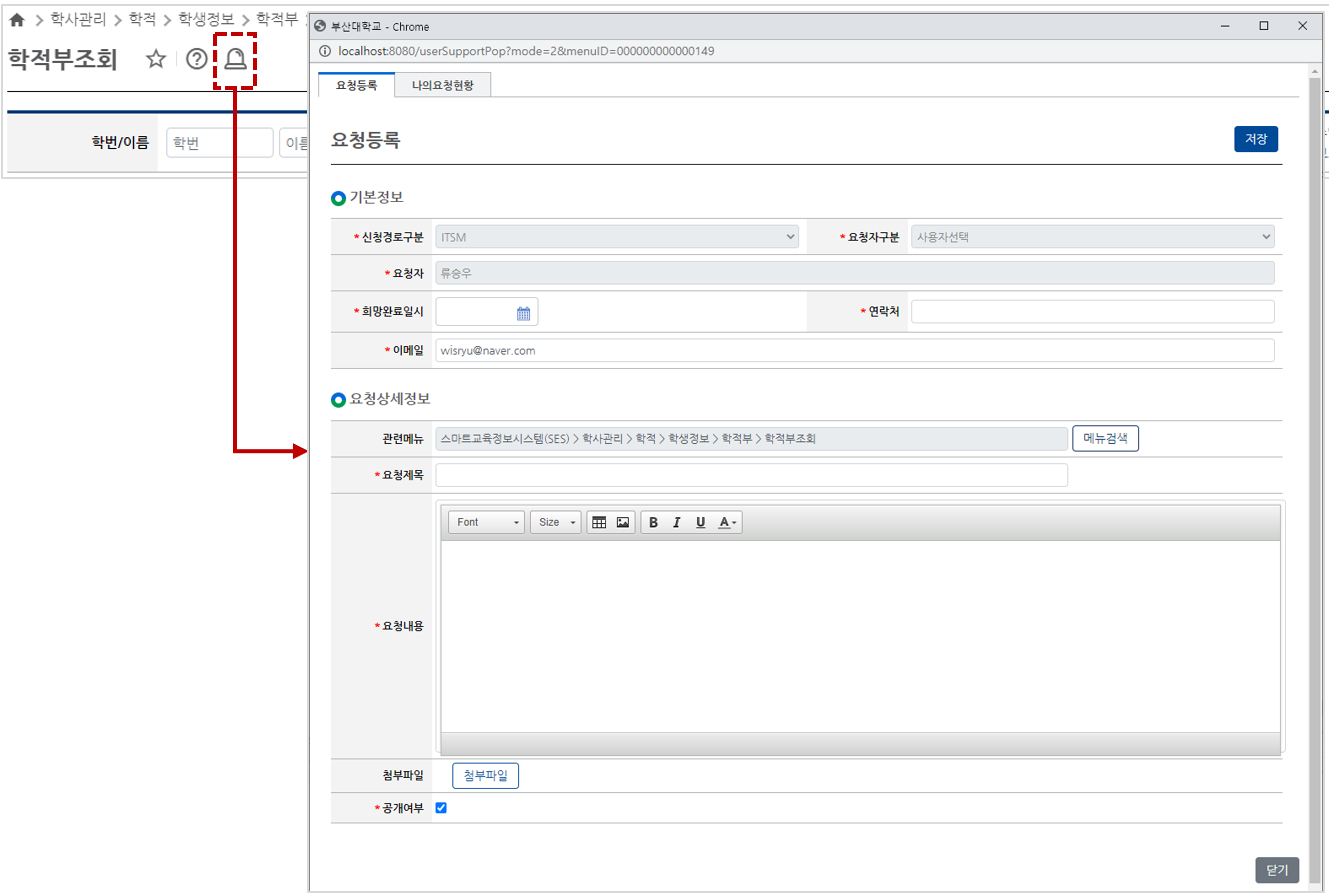 학사관리 > 학적 > 학생정보 > 학적부
학적부조회
학번/이름 학번 이름
부산대학교 - Chrome
localhost:8080/userSupportPop?mode=2&menuID=000000000000149
요청등록 나의요청현황
요청등록 저장
기본정보
* 신청경로구분 ITSM * 요청자구분 사용자선택
* 요청자 류승우
* 희망완료일시 * 연락처
* 이메일 wisryu@naver.com
요청상세정보
관련메뉴 스마트교육정보시스템(SES) > 학사관리 > 학적 > 학생정보 > 학적부 > 학적부조회 메뉴검색
* 요청제목
Font Size B I U A
* 요청내용
첨부파일 첨부파일
* 공개여부
닫기